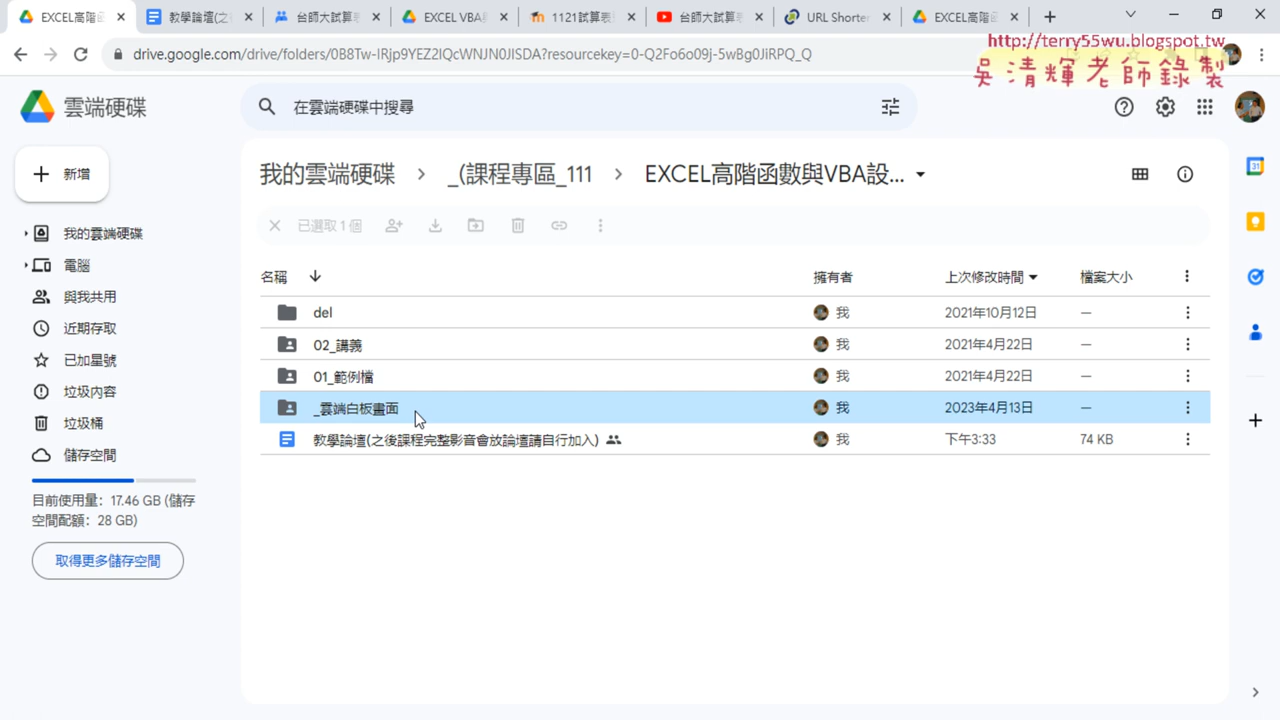 EXCEL高階函
教學論壇(之
台師大試算
EXCEL VBA
1121試算表
台師大試算
URL Shorte
EXCEL高階函
drive.google.com/drive/folders/0B8Tw-lRjp9YEZ2lQcWNJN0lSDA?resourcekey=0-Q2Fo6o09j-5wBg0JiRPQ_Q
http://terry55wu.blogspot.tw
吳清輝老師錄製
雲端硬碟
在雲端硬碟中搜尋
新增
我的雲端硬碟 > _(課程專區_111 > EXCEL高階函數與VBA設...
已選取 1 個
我的雲端硬碟
電腦
與我共用
近期存取
已加星號
垃圾內容
垃圾桶
儲存空間
目前使用量: 17.46 GB (儲存
空間配額: 28 GB)
取得更多儲存空間
名稱 擁有者 上次修改時間 檔案大小
del 我 2021年10月12日 —
02_講義 我 2021年4月22日 —
01_範例檔 我 2021年4月22日 —
_雲端白板畫面 我 2023年4月13日 —
教學論壇(之後課程完整影音會放論壇請自行加入) 我 下午3:33 74 KB